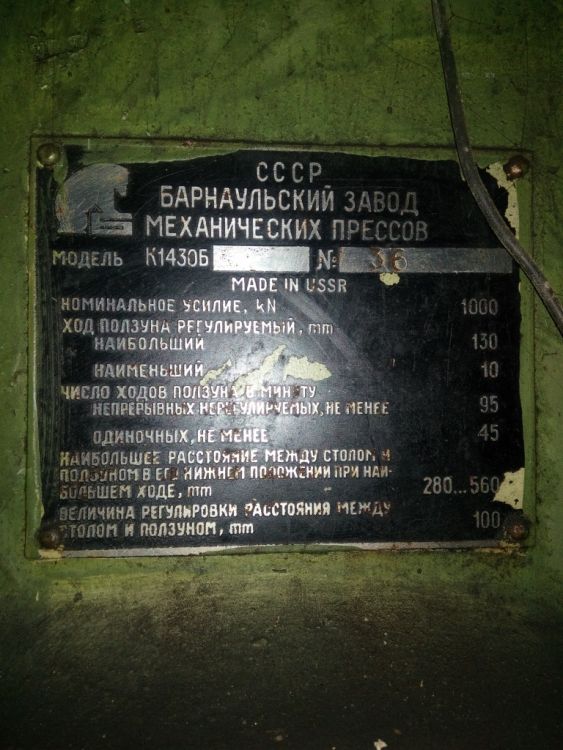 СССР
БАРНАУЛЬСКИЙ ЗАВОД
МЕХАНИЧЕСКИХ ПРЕССОВ
МОДЕЛЬ К1430Б № 36
MADE IN USSR
НОМИНАЛЬНОЕ УСИЛИЕ, kN 1000
ХОД ПОЛЗУНА РЕГУЛИРУЕМЫЙ, mm
НАИБОЛЬШИЙ 130
НАИМЕНЬШИЙ 10
ЧИСЛО ХОДОВ ПОЛЗУНА В МИНУТУ
НЕПРЕРЫВНЫХ НЕРЕГУЛИРУЕМЫХ, НЕ МЕНЕЕ 95
ОДИНОЧНЫХ, НЕ МЕНЕЕ 45
НАИБОЛЬШЕЕ РАССТОЯНИЕ МЕЖДУ СТОЛОМ И
ПОЛЗУНОМ В ЕГО НИЖНЕМ ПОЛОЖЕНИИ ПРИ НАИ-
БОЛЬШЕМ ХОДЕ, mm 280...560
ВЕЛИЧИНА РЕГУЛИРОВКИ РАССТОЯНИЯ МЕЖДУ
СТОЛОМ И ПОЛЗУНОМ, mm 100